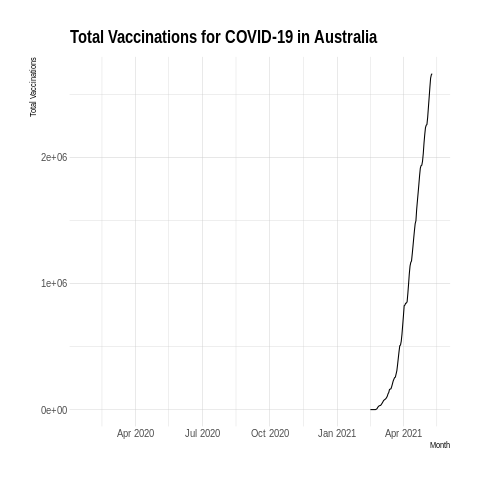 Total Vaccinations for COVID-19 in Australia
Total Vaccinations
2e+06
1e+06
0e+00
Apr 2020 Jul 2020 Oct 2020 Jan 2021 Apr 2021
Month